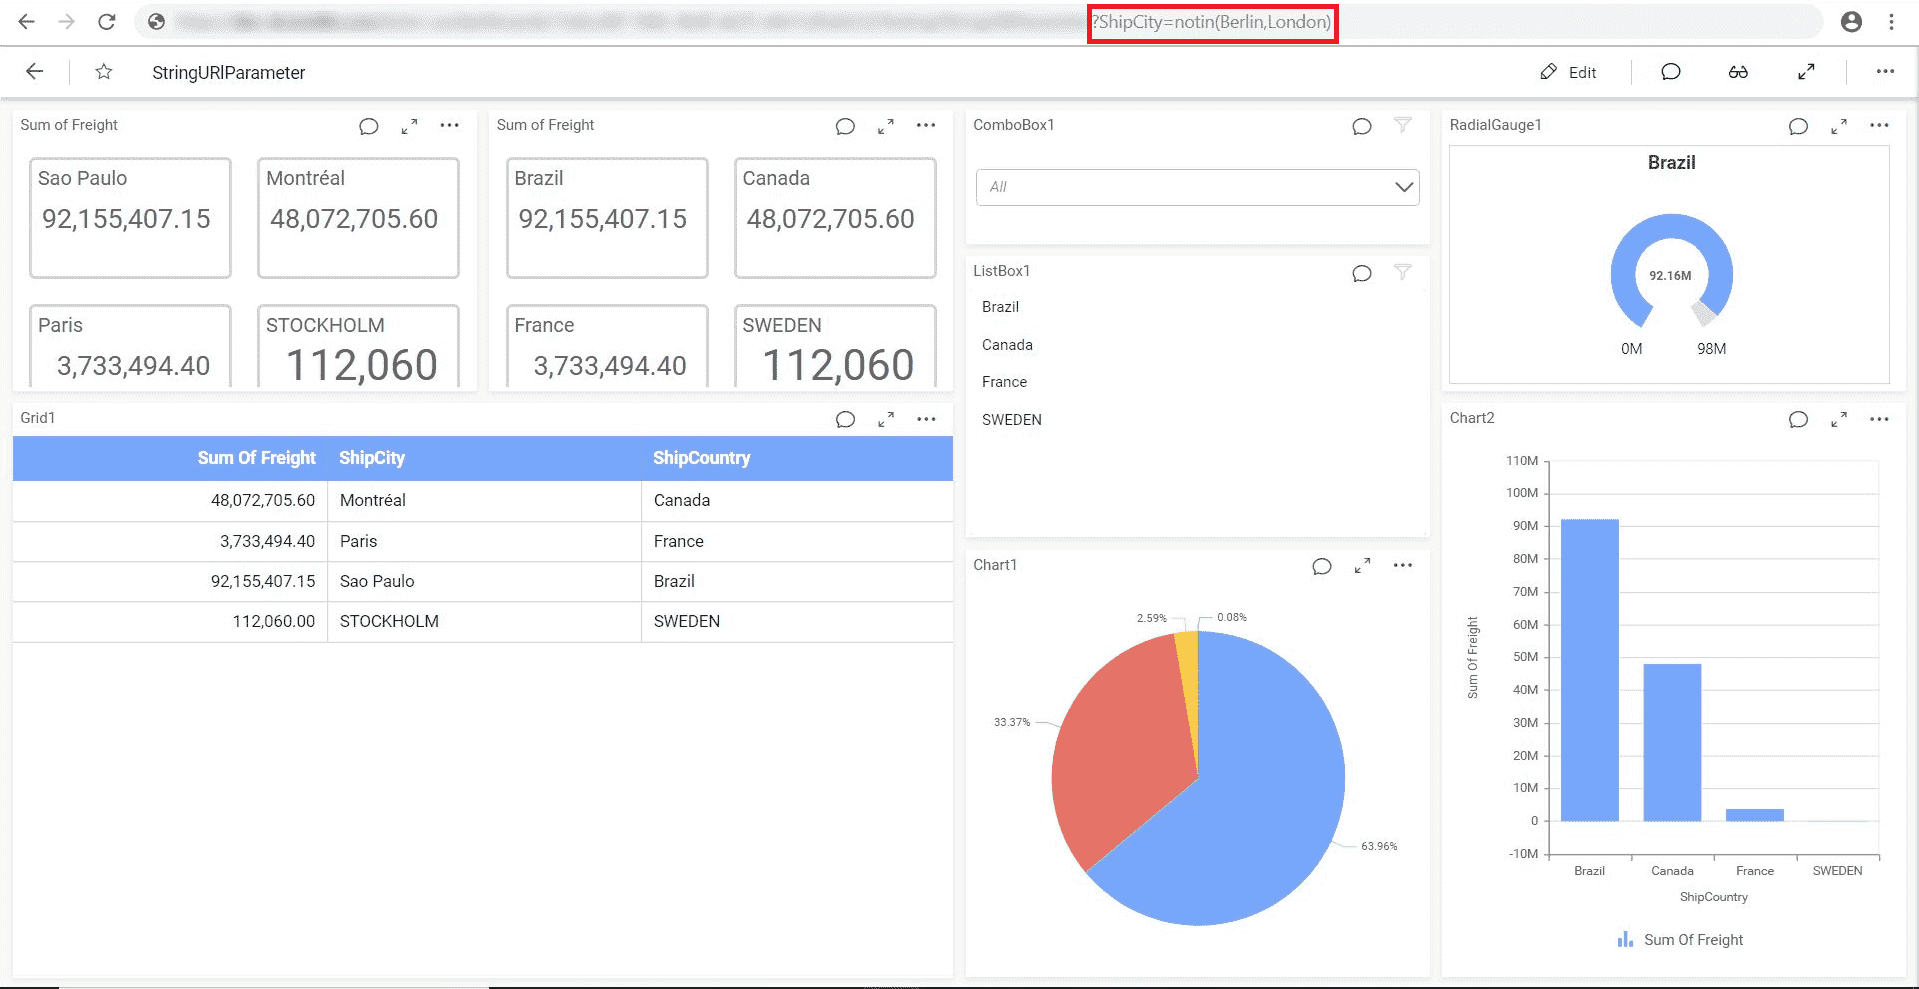 ?ShipCity=notin(Berlin,London)
StringURlParameter
Edit
Sum of Freight
Sao Paulo
92,155,407.15
Montréal
48,072,705.60
Paris
3,733,494.40
STOCKHOLM
112,060
Sum of Freight
Brazil
92,155,407.15
Canada
48,072,705.60
France
3,733,494.40
SWEDEN
112,060
ComboBox1
All
RadialGauge1
Brazil
92.16M
0M 98M
ListBox1
Brazil
Canada
France
SWEDEN
Grid1
Sum Of Freight ShipCity ShipCountry
48,072,705.60 Montréal Canada
3,733,494.40 Paris France
92,155,407.15 Sao Paulo Brazil
112,060.00 STOCKHOLM SWEDEN
Chart1
2.59% 0.08%
33.37%
63.96%
Chart2
110M
100M
90M
80M
70M
60M
50M
40M
30M
20M
10M
0
-10M
Sum Of Freight
Brazil Canada France SWEDEN
ShipCountry
Sum Of Freight